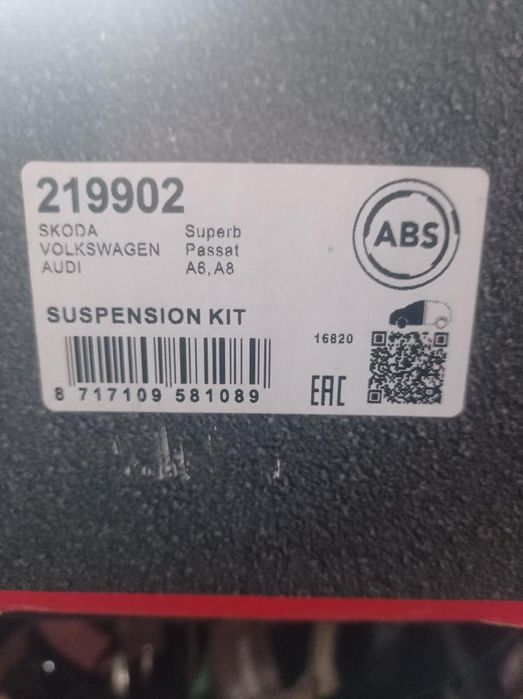 219902
SKODA Superb
VOLKSWAGEN Passat
AUDI A6,A8
ABS
SUSPENSION KIT
16820
8 717109 581089
EAC